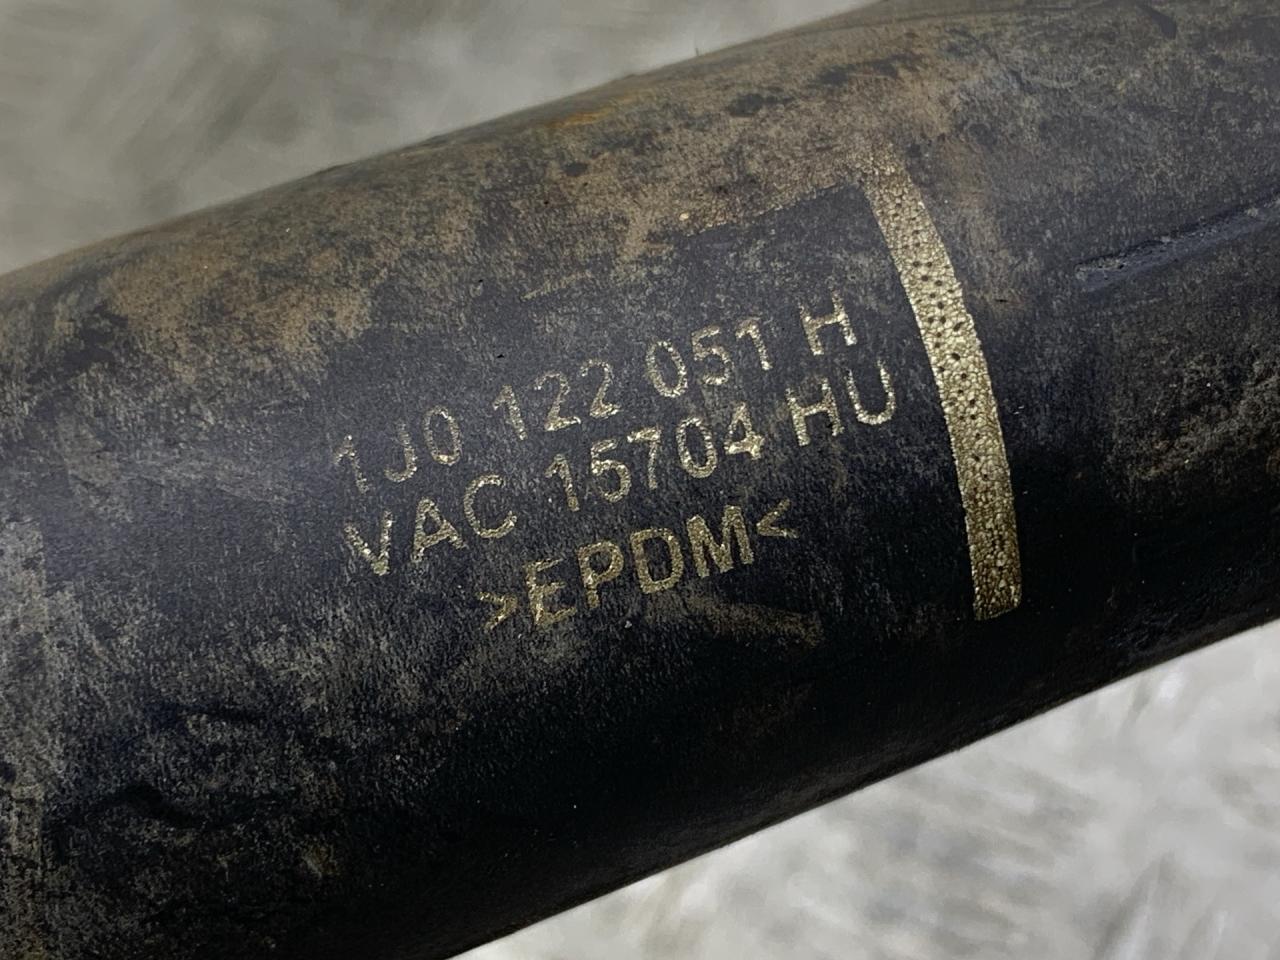 1J0 122 051 H
VAC 15704 HU
>EPDM<